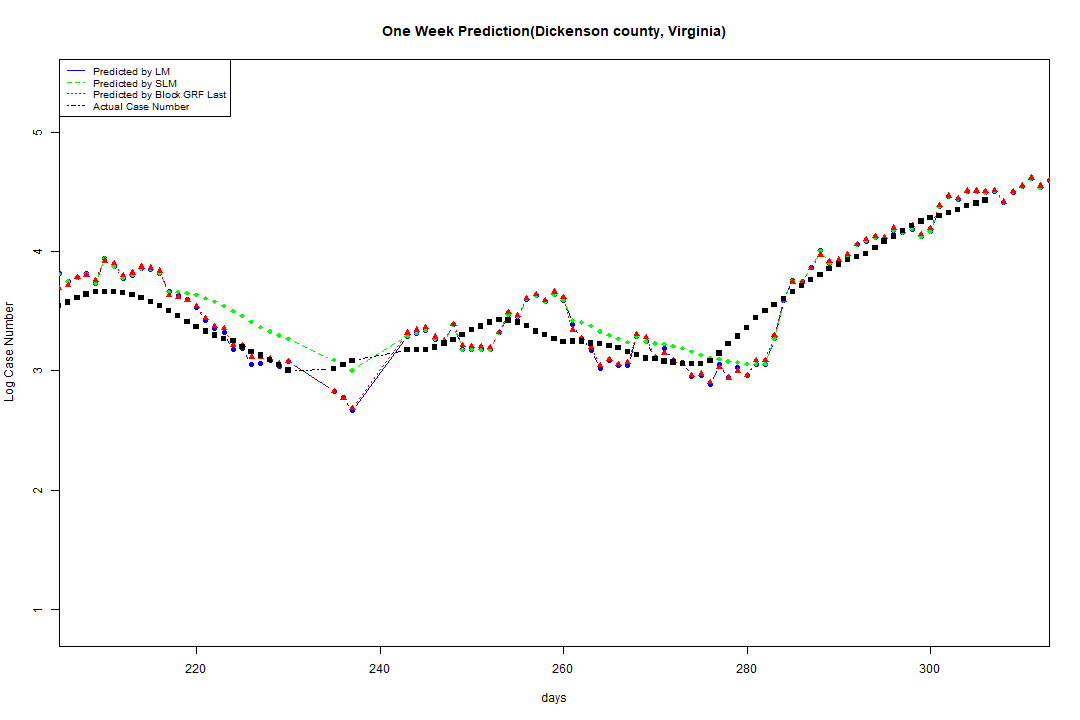 One Week Prediction(Dickenson county, Virginia)
Predicted by LM
Predicted by SLM
Predicted by Block GRF Last
Actual Case Number
5
4
3
2
1
Log Case Number
220 240 260 280 300
days